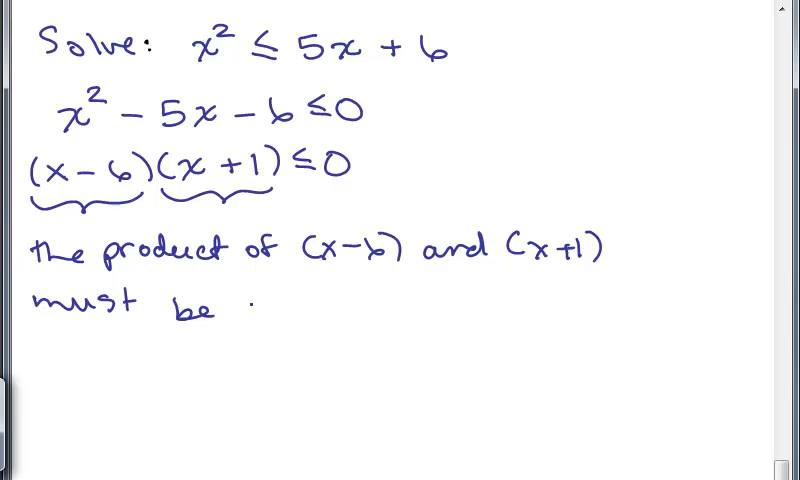 Solve: x² ≤ 5x + 6
x² - 5x - 6 ≤ 0
(x - 6)(x + 1) ≤ 0
the product of (x-6) and (x+1)
must be